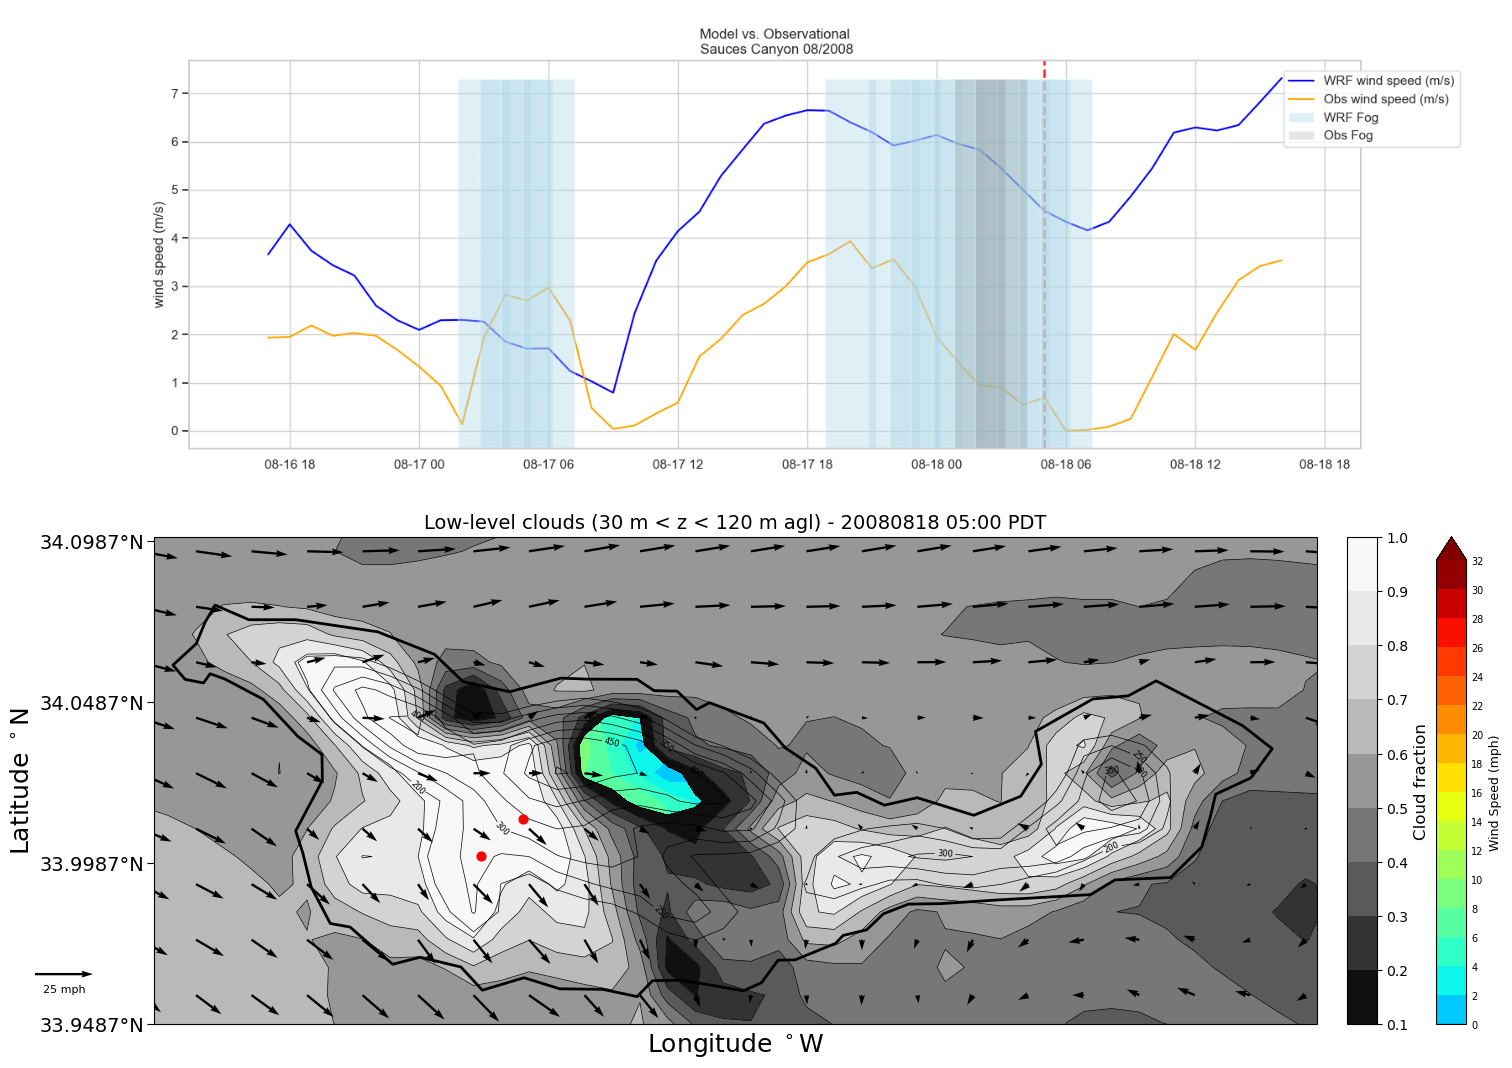 Model vs. Observational
Sauces Canyon 08/2008
wind speed (m/s)
7
6
5
4
3
2
1
0
WRF wind speed (m/s)
Obs wind speed (m/s)
WRF Fog
Obs Fog
08-16 18
08-17 00
08-17 06
08-17 12
08-17 18
08-18 00
08-18 06
08-18 12
08-18 18
Low-level clouds (30 m < z < 120 m agl) - 20080818 05:00 PDT
34.0987°N
34.0487°N
33.9987°N
33.9487°N
Latitude °N
Longitude °W
25 mph
450
200
300
300
200
250
1.0
0.9
0.8
0.7
0.6
0.5
0.4
0.3
0.2
0.1
Cloud fraction
32
30
28
26
24
22
20
18
16
14
12
10
8
6
4
2
0
Wind Speed (mph)